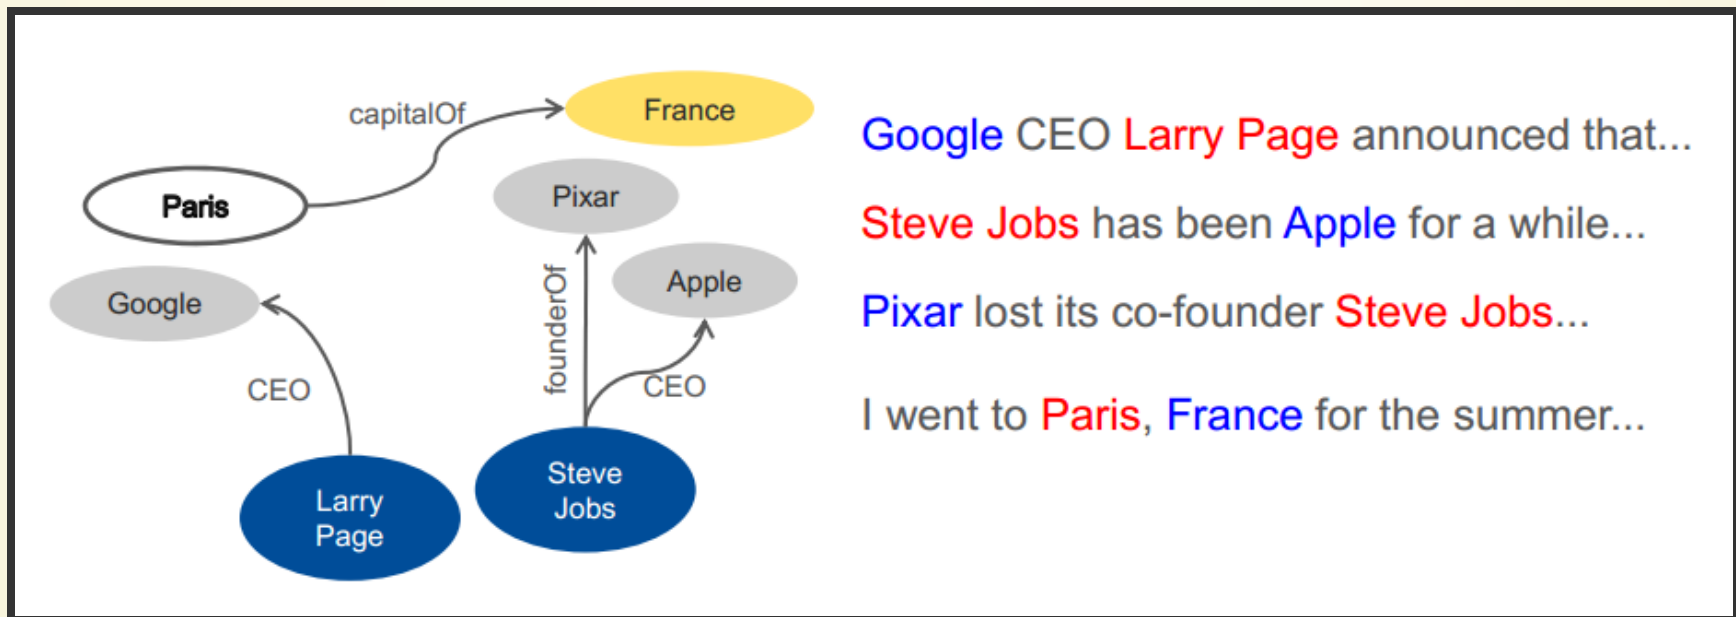 capitalOf
France
Paris
Pixar
Google
Apple
founderOf
CEO
CEO
Larry
Page
Steve
Jobs
Google CEO Larry Page announced that...
Steve Jobs has been Apple for a while...
Pixar lost its co-founder Steve Jobs...
I went to Paris, France for the summer...